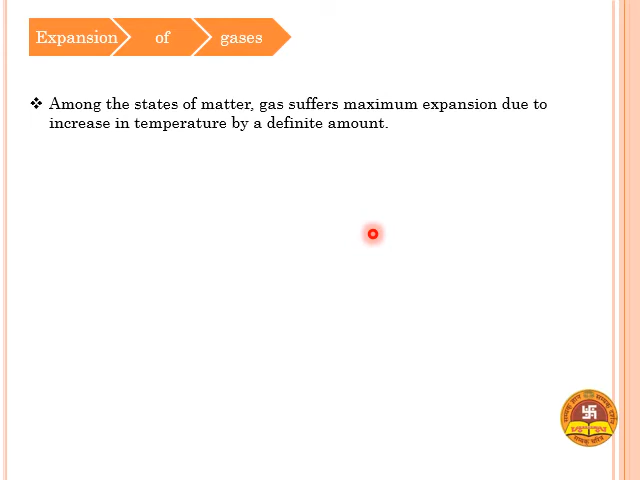 Expansion of gases
❖ Among the states of matter, gas suffers maximum expansion due to
increase in temperature by a definite amount.